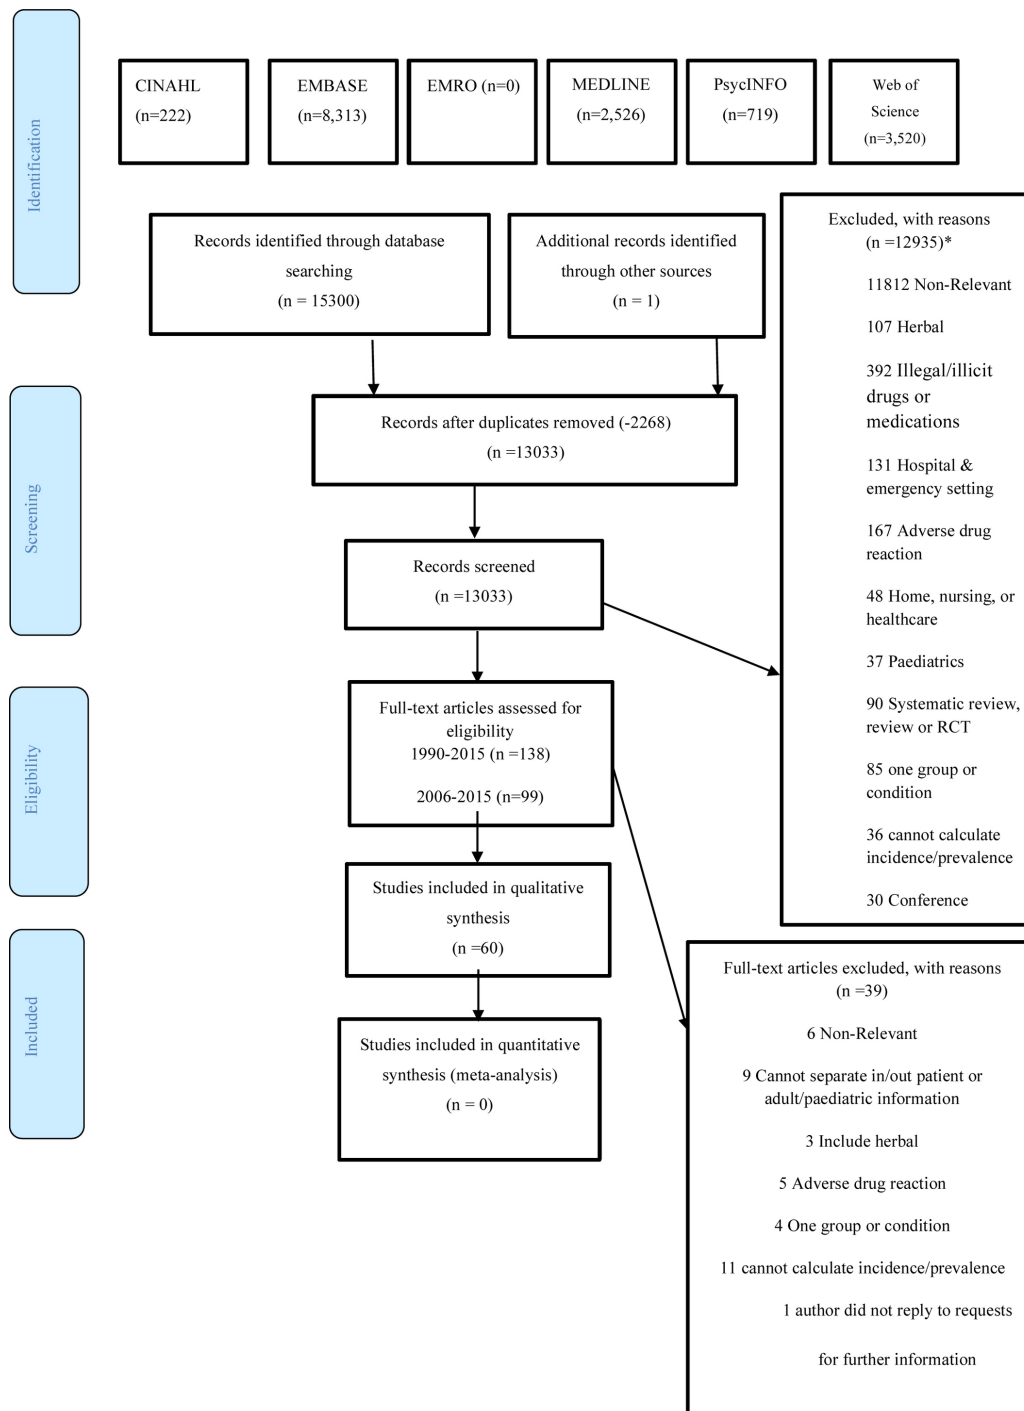 Identification
CINAHL
(n=222)
EMBASE
(n=8,313)
EMRO (n=0)
MEDLINE
(n=2,526)
PsycINFO
(n=719)
Web of
Science
(n=3,520)
Records identified through database
searching
(n = 15300)
Additional records identified
through other sources
(n = 1)
Excluded, with reasons
(n =12935)*
11812 Non-Relevant
107 Herbal
392 Illegal/illicit
drugs or
medications
131 Hospital &
emergency setting
167 Adverse drug
reaction
48 Home, nursing, or
healthcare
37 Paediatrics
90 Systematic review,
review or RCT
85 one group or
condition
36 cannot calculate
incidence/prevalence
30 Conference
Screening
Records after duplicates removed (-2268)
(n =13033)
Records screened
(n =13033)
Eligibility
Full-text articles assessed for
eligibility
1990-2015 (n =138)
2006-2015 (n=99)
Studies included in qualitative
synthesis
(n =60)
Included
Studies included in quantitative
synthesis (meta-analysis)
(n = 0)
Full-text articles excluded, with reasons
(n =39)
6 Non-Relevant
9 Cannot separate in/out patient or
adult/paediatric information
3 Include herbal
5 Adverse drug reaction
4 One group or condition
11 cannot calculate incidence/prevalence
1 author did not reply to requests
for further information